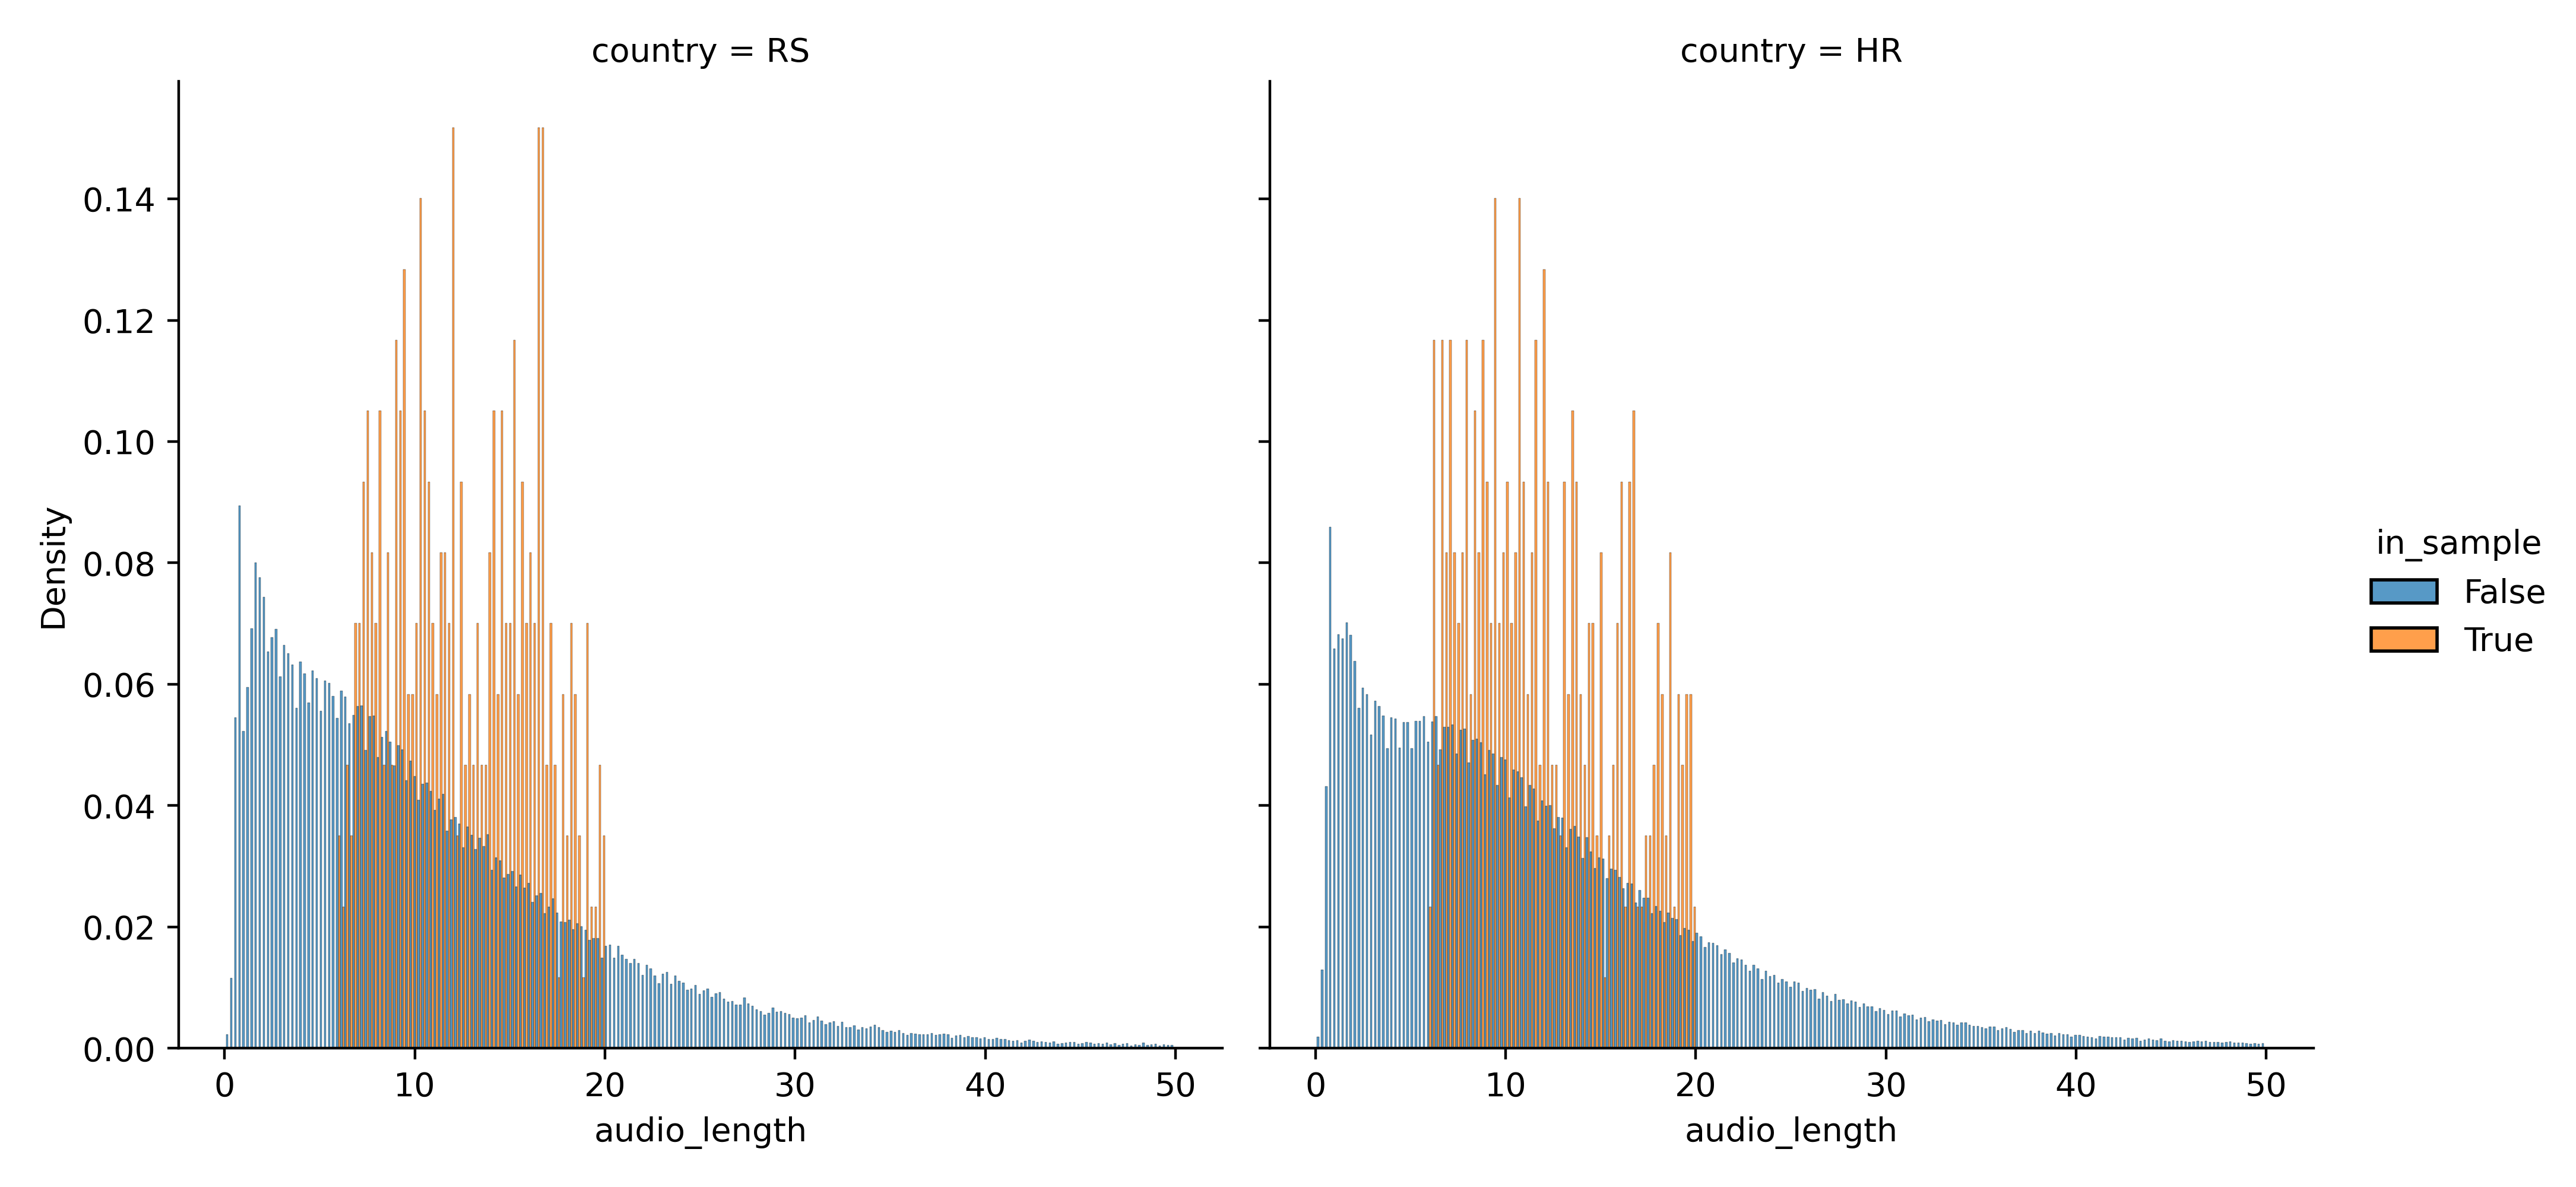 country = RS
country = HR
Density
0.14
0.12
0.10
0.08
0.06
0.04
0.02
0.00
0 10 20 30 40 50
0 10 20 30 40 50
audio_length
audio_length
in_sample
False
True